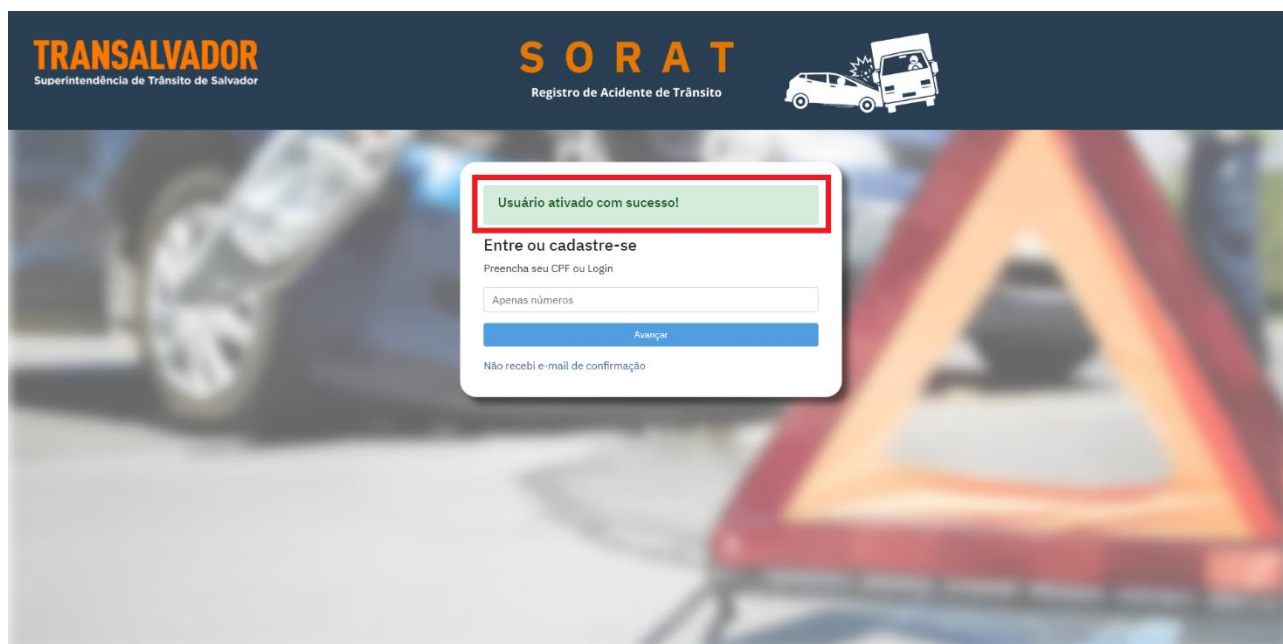 TRANSALVADOR
Superintendência de Trânsito de Salvador
SORAT
Registro de Acidente de Trânsito
Usuário ativado com sucesso!
Entre ou cadastre-se
Preencha seu CPF ou Login
Apenas números
Avançar
Não recebi e-mail de confirmação